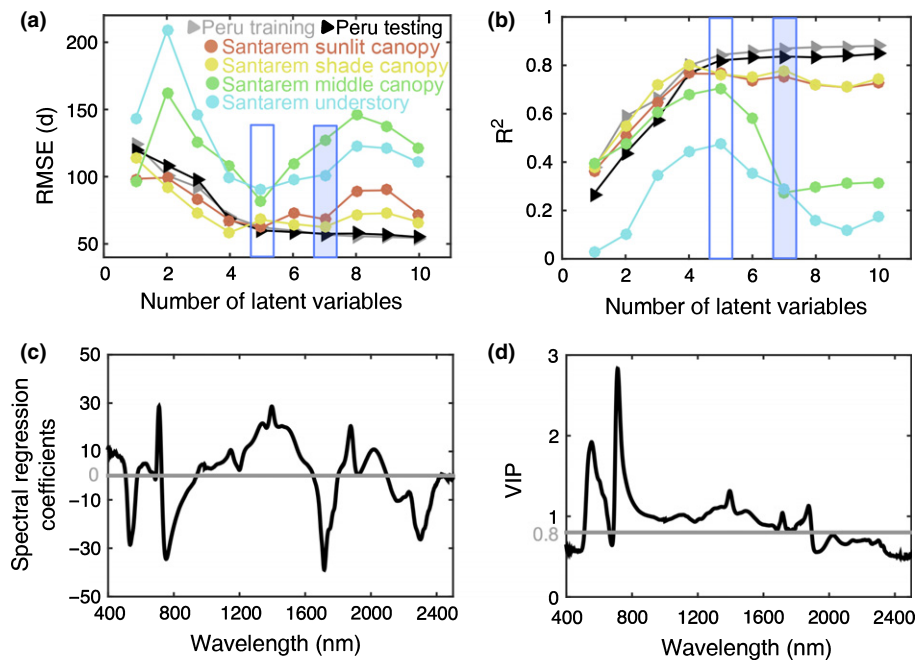 (a)
Peru training Peru testing
Santarem sunlit canopy
Santarem shade canopy
Santarem middle canopy
Santarem understory
RMSE (d)
200
150
100
50
0 2 4 6 8 10
Number of latent variables
(b)
R²
1
0.8
0.6
0.4
0.2
0
0 2 4 6 8 10
Number of latent variables
(c)
Spectral regression
coefficients
50
30
10
0
−10
−30
−50
400 800 1200 1600 2000 2400
Wavelength (nm)
(d)
VIP
3
2
1
0.8
0
400 800 1200 1600 2000 2400
Wavelength (nm)